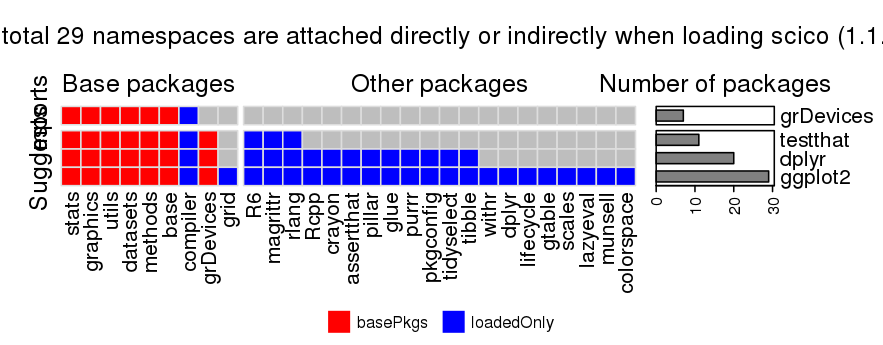 total 29 namespaces are attached directly or indirectly when loading scico (1.1.
Base packages
Other packages
Number of packages
Suggests
grDevices
testthat
dplyr
ggplot2
0
10
20
30
stats
graphics
utils
datasets
methods
base
compiler
grDevices
grid
R6
magrittr
rlang
Rcpp
crayon
assertthat
pillar
glue
purrr
pkgconfig
tidyselect
tibble
withr
dplyr
lifecycle
gtable
scales
lazyeval
munsell
colorspace
basePkgs
loadedOnly